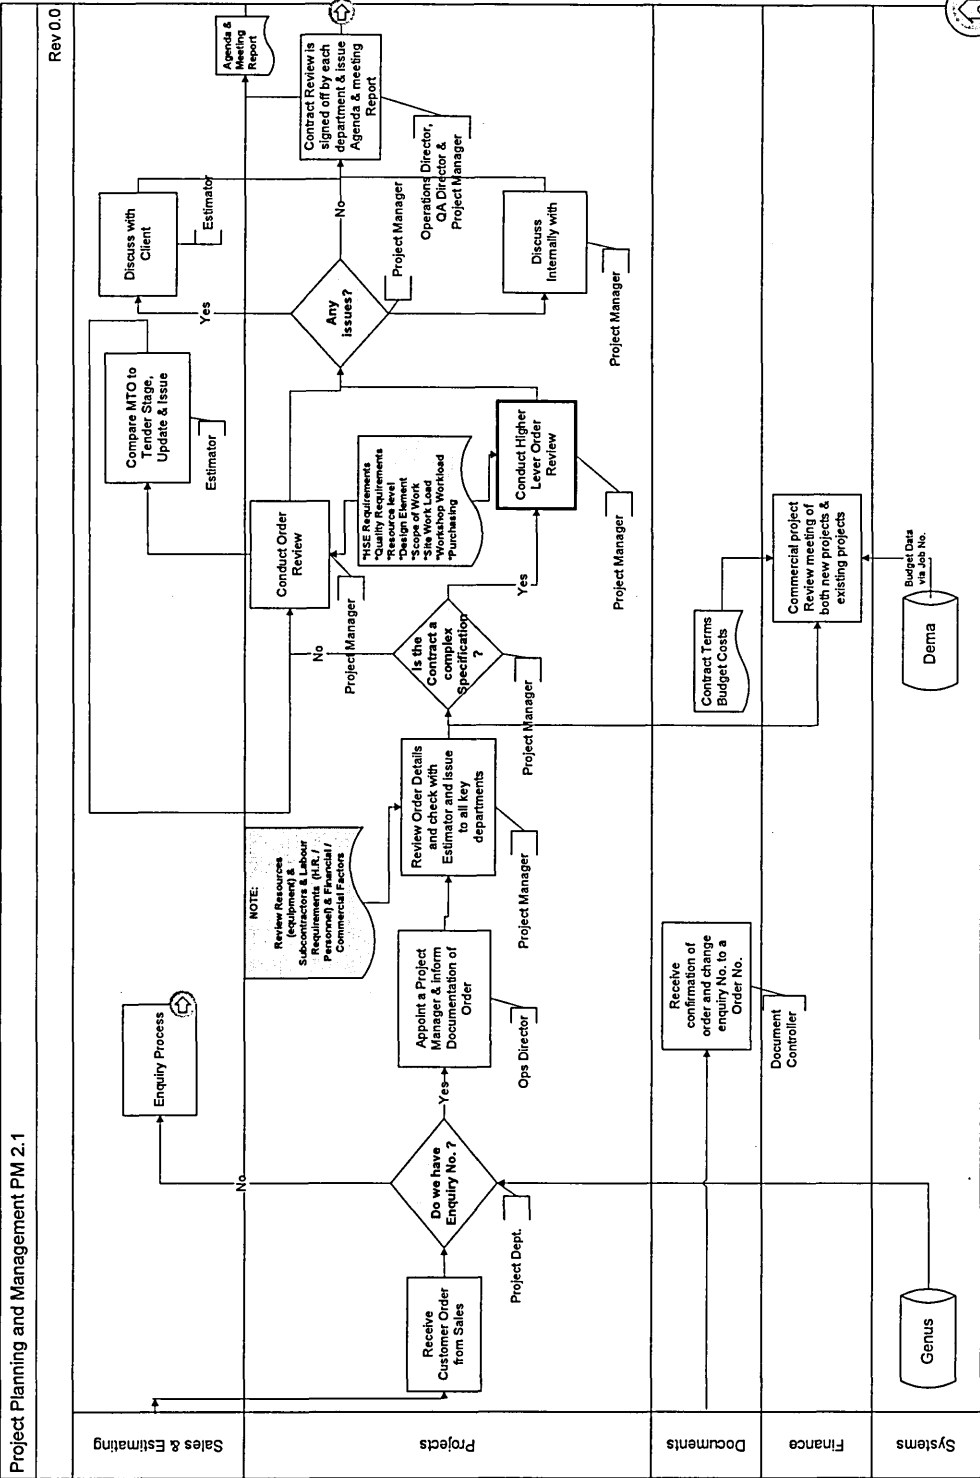 Project Planning and Management PM 2.1
Rev 0.0
Sales & Estimating
Projects
Documents
Finance
Systems
Enquiry Process
No
Receive
Customer Order
from Sales
Do we have
Enquiry No. ?
Project Dept.
Yes
Appoint a Project
Manager & inform
Documentation of
Order
Ops Director
NOTE:
Review Resources
(equipment) &
Subcontractors & Labour
Requirements (H.R. /
Personnel) & Financial /
Commercial Factors
Review Order Details
and check with
Estimator and issue
to all key
departments
Project Manager
Is the
Contract a
complex
Specification
?
Project Manager
No
Yes
Conduct Order
Review
Project Manager
Compare MTO to
Tender Stage,
Update & Issue
Estimator
*HSE Requirements
*Quality Requirements
*Resource level
*Design Element
*Scope of Work
*Site Work Load
*Workshop Workload
*Purchasing
Conduct Higher
Lever Order
Review
Project Manager
Any
issues?
Project Manager
Yes
No
Discuss with
Client
Estimator
Discuss
Internally with
Project Manager
Contract Review is
signed off by each
department & issue
Agenda & meeting
Report
Operations Director,
QA Director &
Project Manager
Agenda &
Meeting
Report
Receive
confirmation of
order and change
enquiry No. to a
Order No.
Document
Controller
Contract Terms
Budget Costs
Commercial project
Review meeting of
both new projects &
existing projects
Budget Data
via Job No.
Dema
Genus